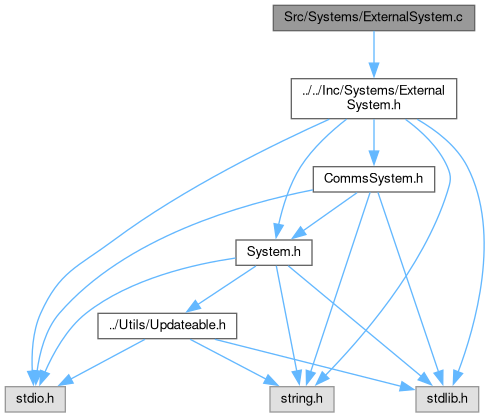 Src/Systems/ExternalSystem.c
../../Inc/Systems/External
System.h
CommsSystem.h
System.h
../Utils/Updateable.h
stdio.h
string.h
stdlib.h